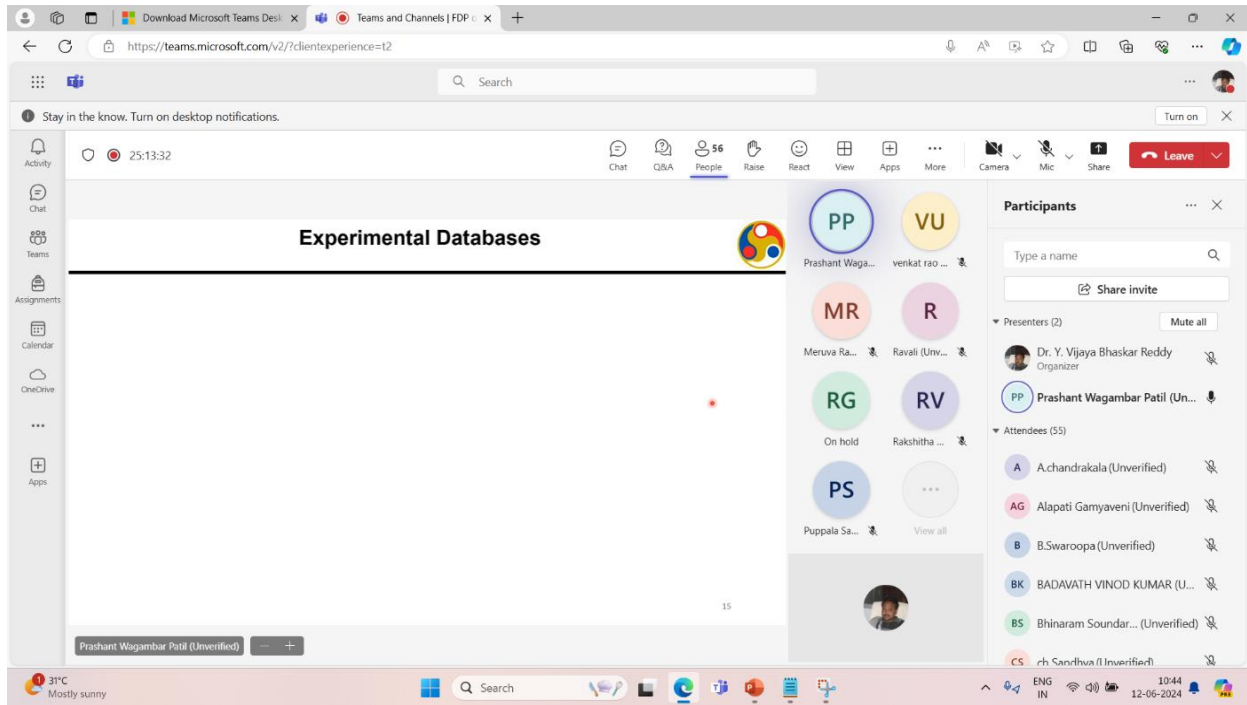 Download Microsoft Teams Desk
Teams and Channels | FDP o
https://teams.microsoft.com/v2/?clientexperience=t2
Search
Stay in the know. Turn on desktop notifications.
Turn on
Activity
Chat
Teams
Assignments
Calendar
OneDrive
Apps
25:13:32
Chat
Q&A
56
People
Raise
React
View
Apps
More
Camera
Mic
Share
Leave
Experimental Databases
15
Prashant Wagambar Patil (Unverified)
PP
Prashant Waga...
VU
venkat rao ...
MR
Meruva Ra...
R
Ravali (Unv...
RG
On hold
RV
Rakshitha ...
PS
Puppala Sa...
View all
Participants
Type a name
Share invite
Presenters (2)
Mute all
Dr. Y. Vijaya Bhaskar Reddy
Organizer
PP
Prashant Wagambar Patil (Un...
Attendees (55)
A
A.chandrakala (Unverified)
AG
Alapati Gamyaveni (Unverified)
B
B.Swaroopa (Unverified)
BK
BADAVATH VINOD KUMAR (U...
BS
Bhinaram Soundar... (Unverified)
CS
ch Sandhya (Unverified)
1
31°C
Mostly sunny
Search
ENG
IN
10:44
12-06-2024
PRE